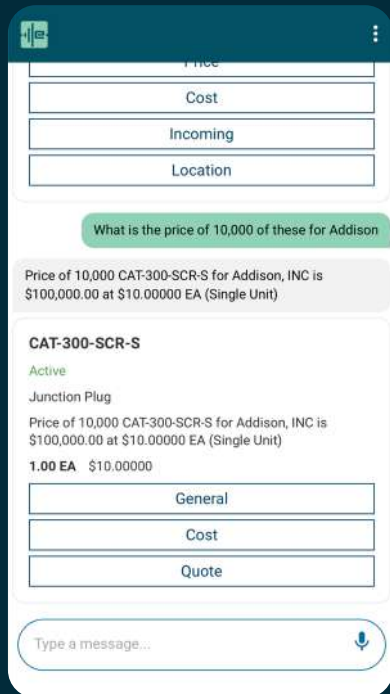 Price
Cost
Incoming
Location
What is the price of 10,000 of these for Addison
Price of 10,000 CAT-300-SCR-S for Addison, INC is
$100,000.00 at $10.00000 EA (Single Unit)
CAT-300-SCR-S
Active
Junction Plug
Price of 10,000 CAT-300-SCR-S for Addison, INC is
$100,000.00 at $10.00000 EA (Single Unit)
1.00 EA $10.00000
General
Cost
Quote
Type a message...